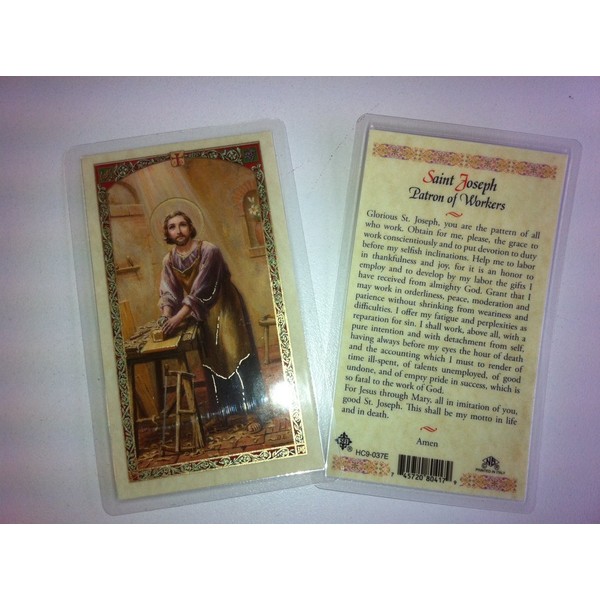 Saint Joseph
Patron of Workers
Glorious St. Joseph, you are the pattern of all
who work. Obtain for me, please, the grace to
work conscientiously and to put devotion to duty
before my selfish inclinations. Help me to labor
in thankfulness and joy, for it is an honor to
employ and to develop by my labor the gifts I
have received from almighty God. Grant that I
may work in orderliness, peace, moderation and
patience without shrinking from weariness and
difficulties. I offer my fatigue and perplexities as
reparation for sin. I shall work, above all, with a
pure intention and with detachment from self,
having always before my eyes the hour of death
and the accounting which I must to render of
time ill-spent, of talents unemployed, of good
undone, and of empty pride in success, which is
so fatal to the work of God.
For Jesus through Mary, all in imitation of you,
good St. Joseph. This shall be my motto in life
and in death.
Amen
HC9-037E
PRINTED IN ITALY